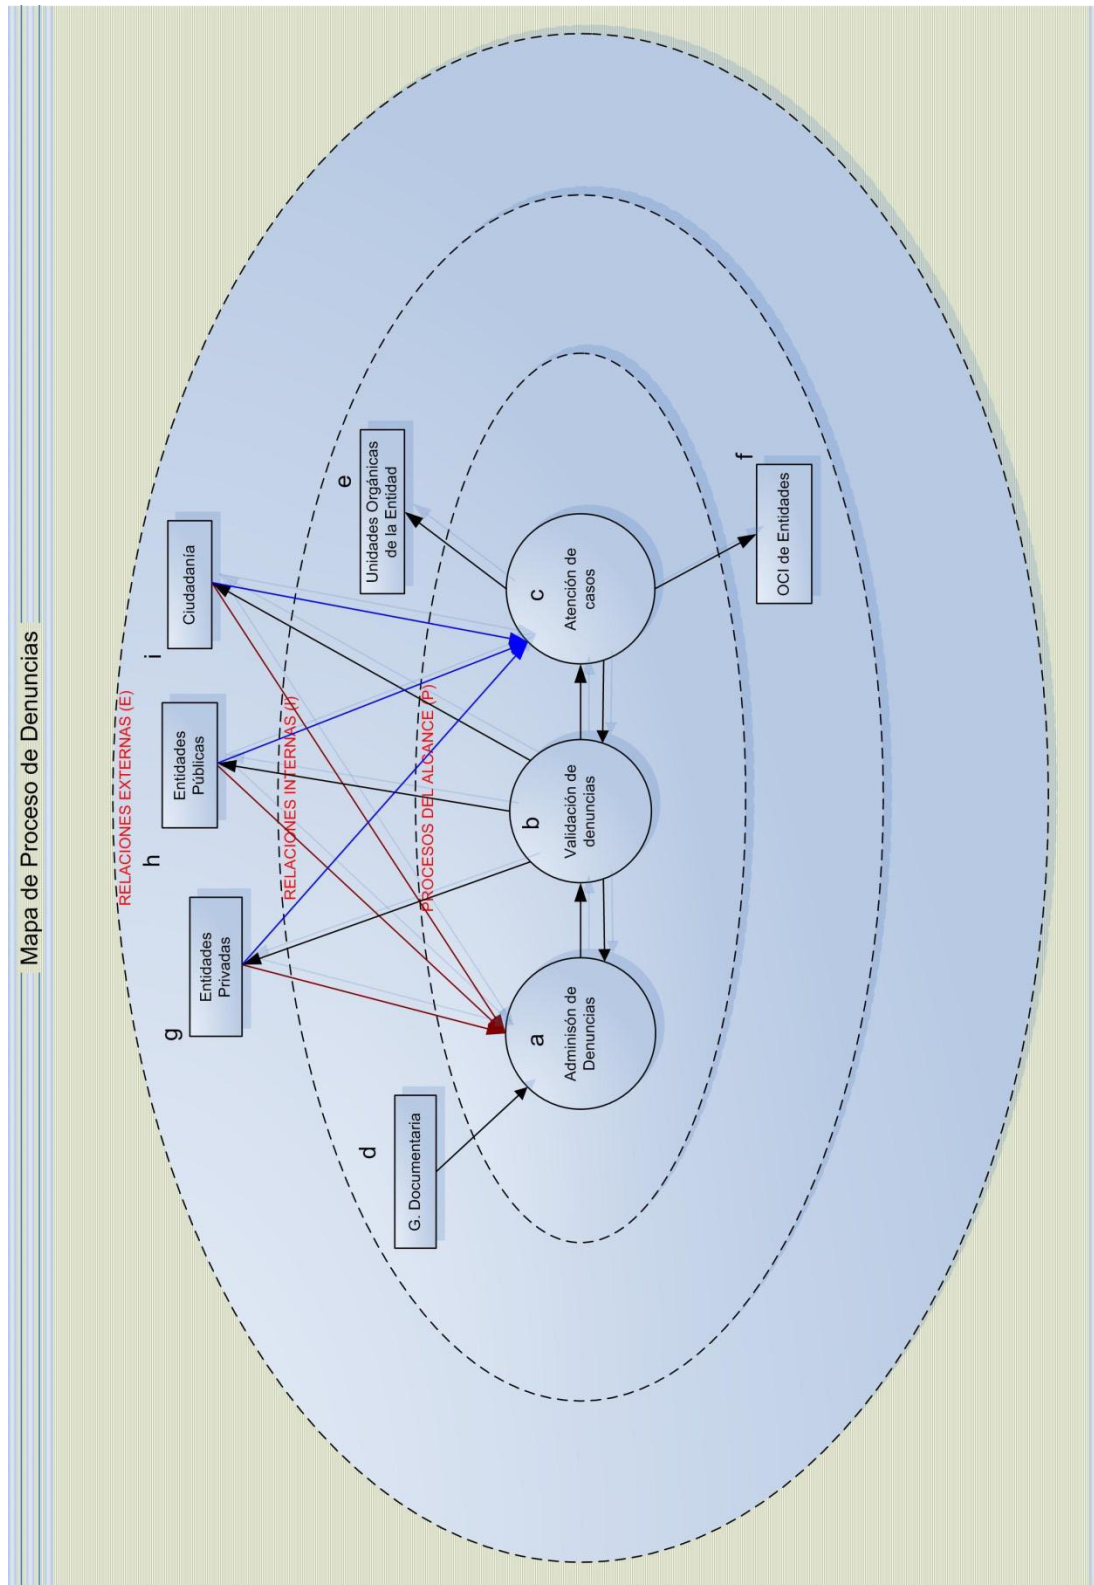 Mapa de Proceso de Denuncias
RELACIONES EXTERNAS (E)
g
Entidades
Privadas
h
Entidades
Públicas
i
Ciudadanía
RELACIONES INTERNAS (I)
d
G. Documentaria
e
Unidades Orgánicas
de la Entidad
PROCESOS DEL ALCANCE (P)
a
Adminisón de
Denuncias
b
Validación de
denuncias
c
Atención de
casos
f
OCI de Entidades